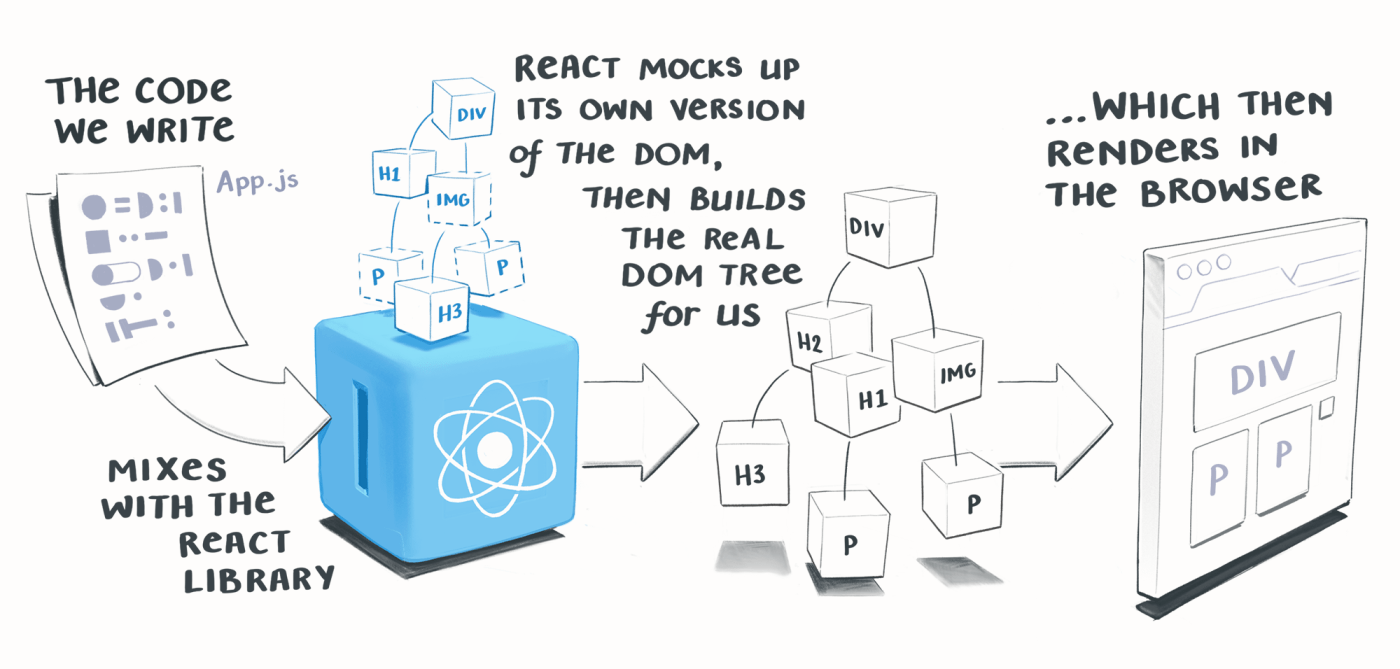 THE CODE
WE WRITE
App.js
MIXES
WITH THE
REACT
LIBRARY
DIV
H1
IMG
P
P
H3
REACT MOCKS UP
ITS OWN VERSION
of THE DOM,
THEN BUILDS
THE REAL
DOM TREE
for US
DIV
H2
H1
IMG
H3
P
P
...WHICH THEN
RENDERS IN
THE BROWSER
DIV
P
P